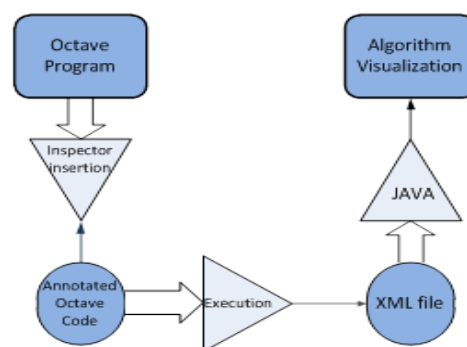 Octave
Program
Algorithm
Visualization
Inspector
insertion
JAVA
Annotated
Octave
Code
Execution
XML file